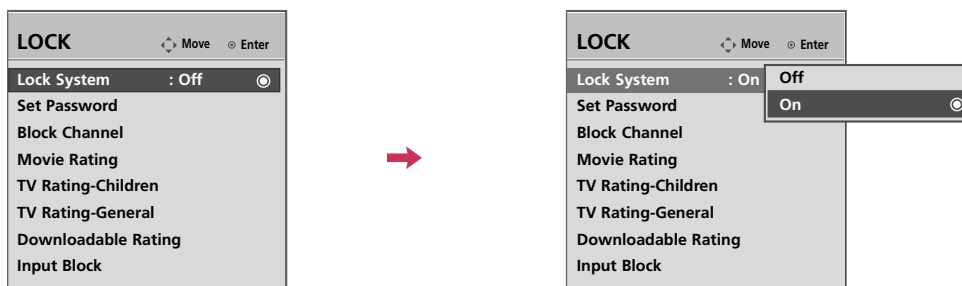 LOCK Move Enter
Lock System : Off
Set Password
Block Channel
Movie Rating
TV Rating-Children
TV Rating-General
Downloadable Rating
Input Block
LOCK Move Enter
Lock System : On
Set Password
Block Channel
Movie Rating
TV Rating-Children
TV Rating-General
Downloadable Rating
Input Block
Off
On